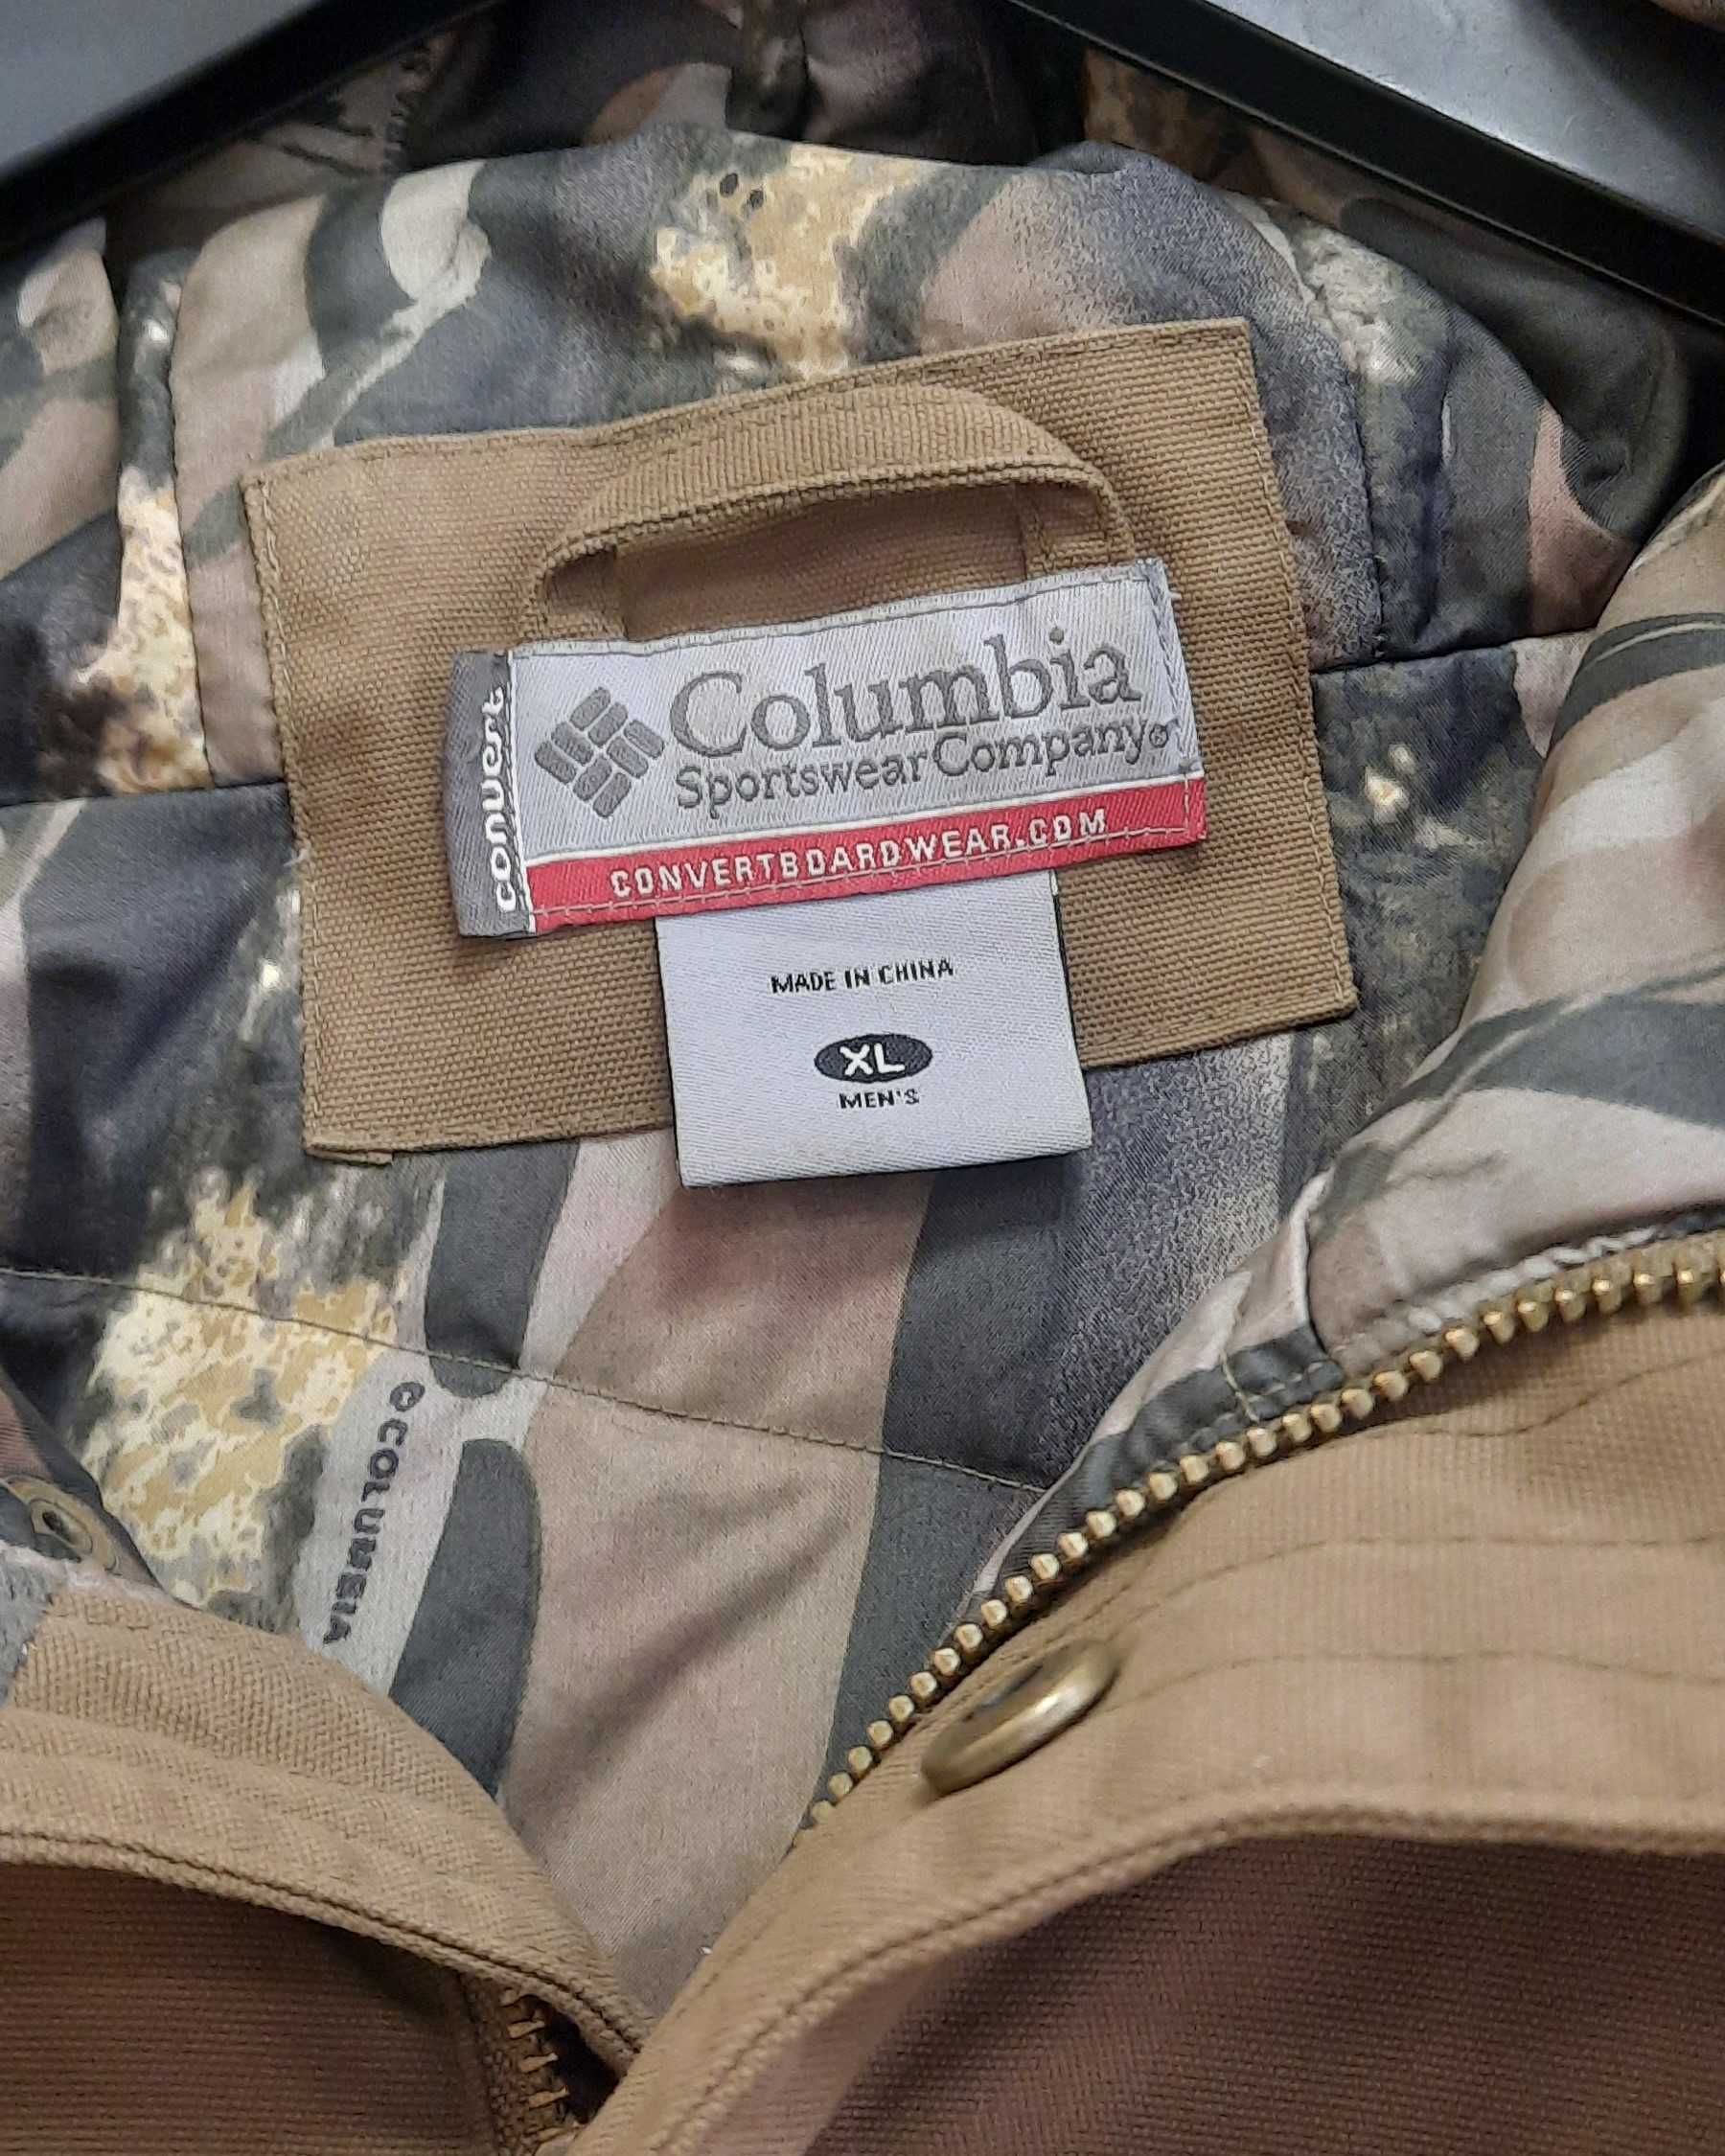 convert
Columbia
Sportswear Company®
CONVERTBOARDWEAR.COM
MADE IN CHINA
XL
MEN'S
©COLUMBIA